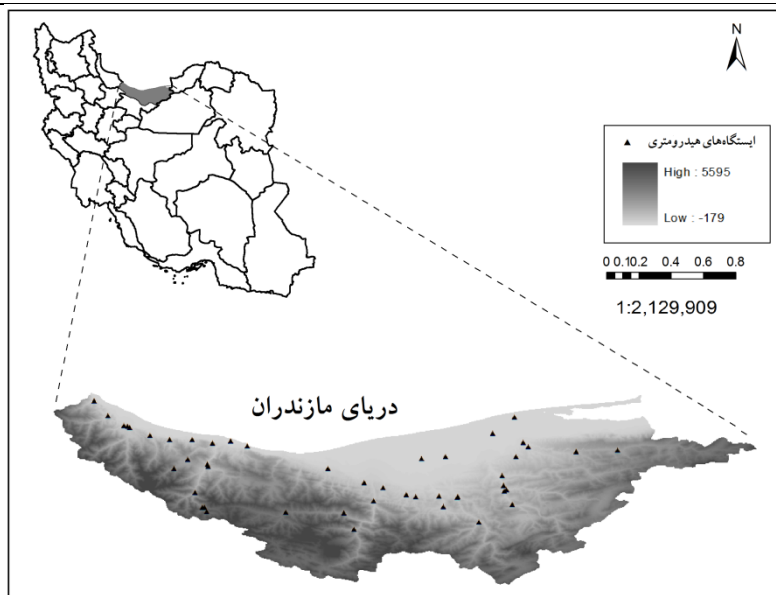 N
ایستگاه‌های هیدرومتری
High : 5595
Low : -179
0 0.10.2 0.4 0.6 0.8
1:2,129,909
دریای مازندران